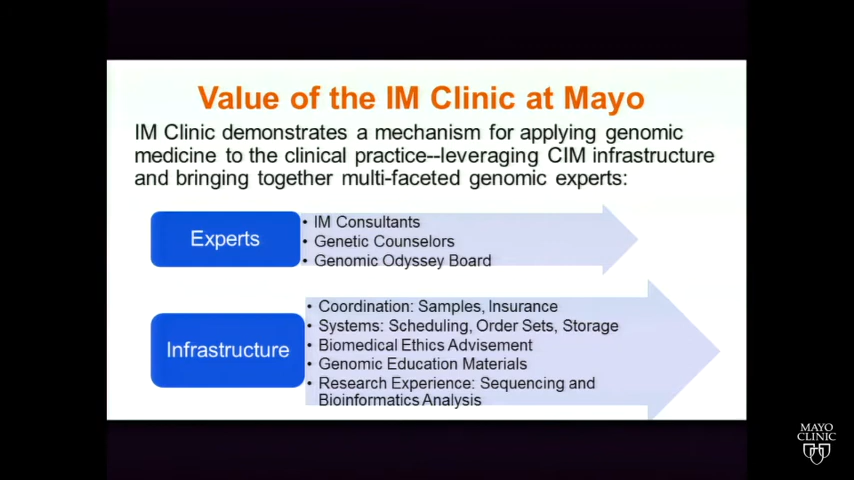 Value of the IM Clinic at Mayo
IM Clinic demonstrates a mechanism for applying genomic
medicine to the clinical practice--leveraging CIM infrastructure
and bringing together multi-faceted genomic experts:
Experts
• IM Consultants
• Genetic Counselors
• Genomic Odyssey Board
Infrastructure
• Coordination: Samples, Insurance
• Systems: Scheduling, Order Sets, Storage
• Biomedical Ethics Advisement
• Genomic Education Materials
• Research Experience: Sequencing and
Bioinformatics Analysis
MAYO
CLINIC